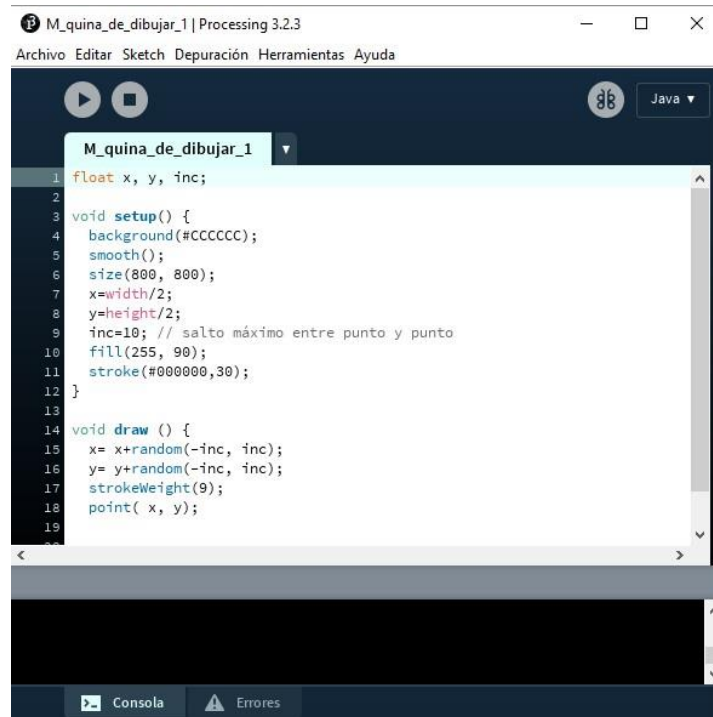 M_quina_de_dibujar_1 | Processing 3.2.3
Archivo Editar Sketch Depuración Herramientas Ayuda
Java ▼
M_quina_de_dibujar_1 ▼
1 float x, y, inc;
2
3 void setup() {
4   background(#CCCCCC);
5   smooth();
6   size(800, 800);
7   x=width/2;
8   y=height/2;
9   inc=10; // salto máximo entre punto y punto
10   fill(255, 90);
11   stroke(#000000,30);
12 }
13
14 void draw () {
15   x= x+random(-inc, inc);
16   y= y+random(-inc, inc);
17   strokeWeight(9);
18   point( x, y);
19
Consola Errores